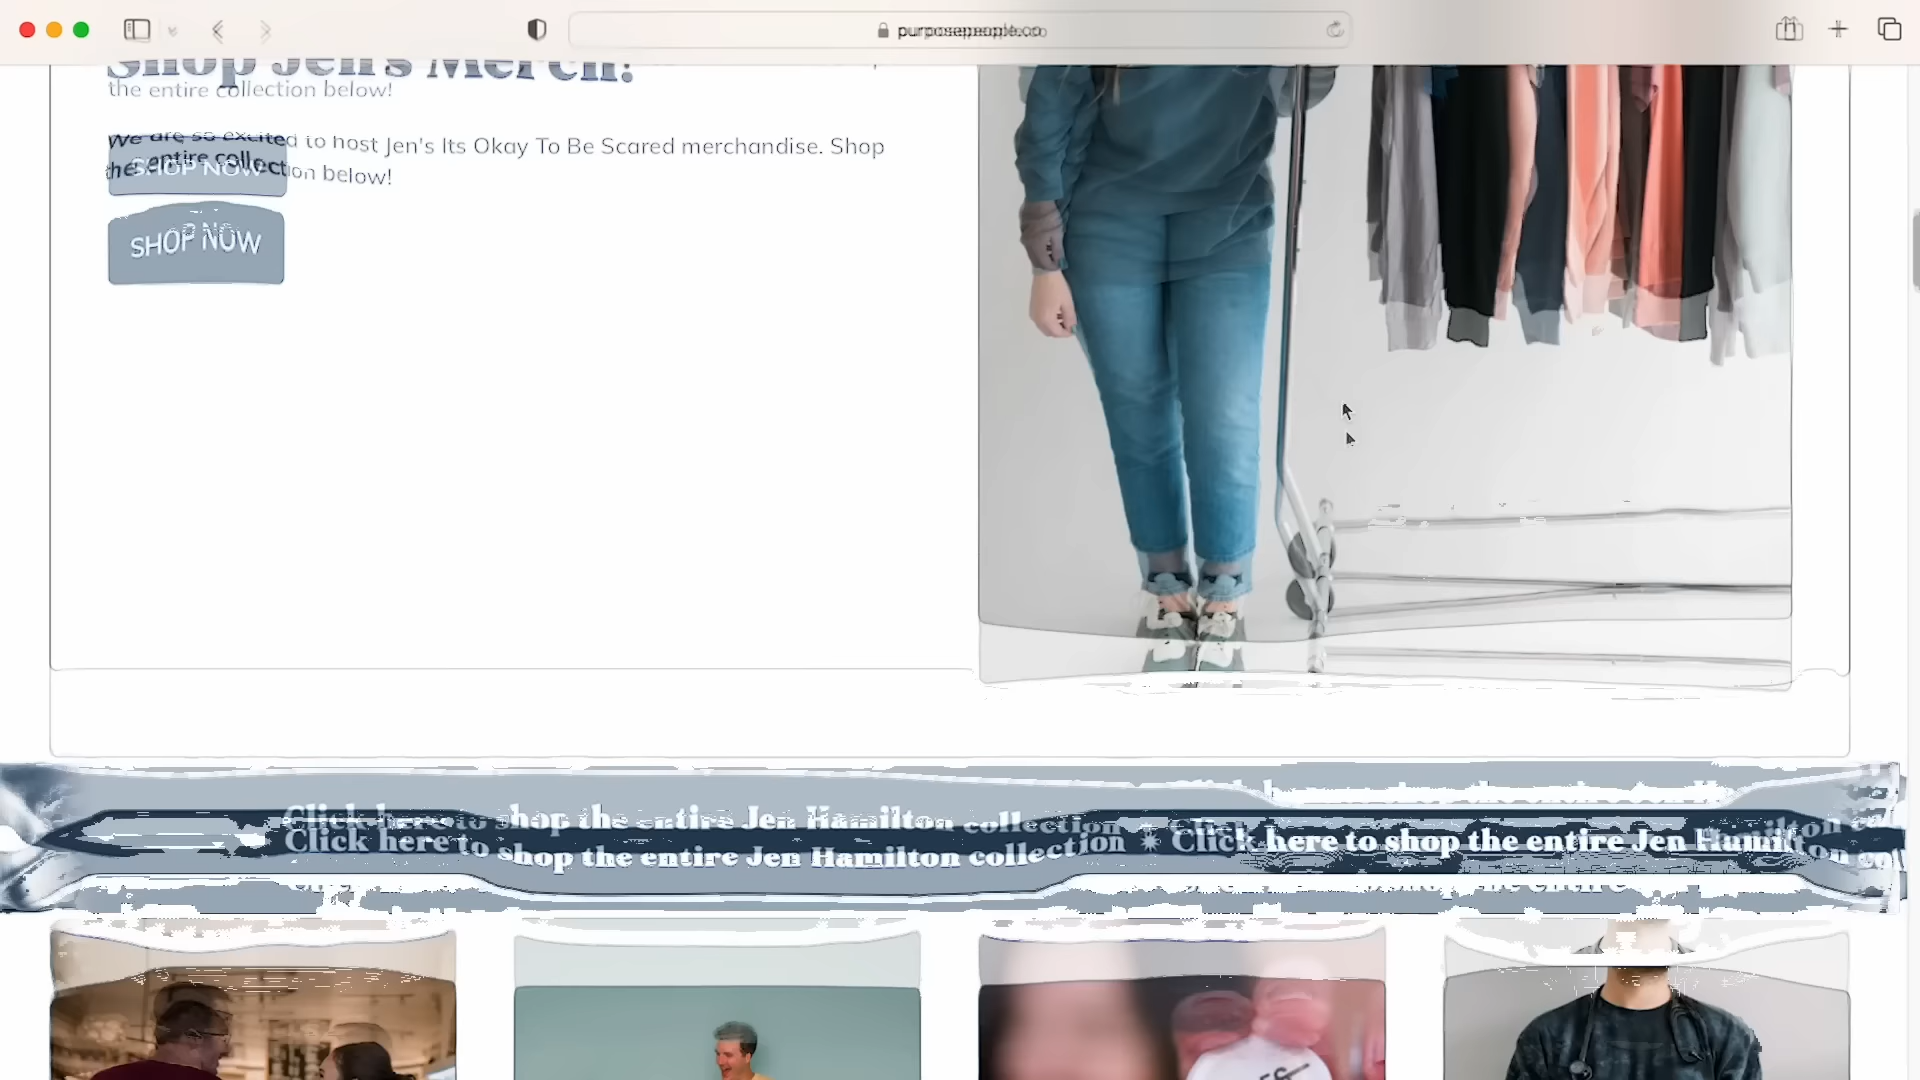 purposepeople.co
Shop Jen's Merch!
the entire collection below!
We are so excited to host Jen's Its Okay To Be Scared merchandise. Shop
the entire collection below!
SHOP NOW
SHOP NOW
Click here to shop the entire Jen Hamilton collection
Click here to shop the entire Jen Hamilton collection ✷ Click here to shop the entire Jen Hamilton